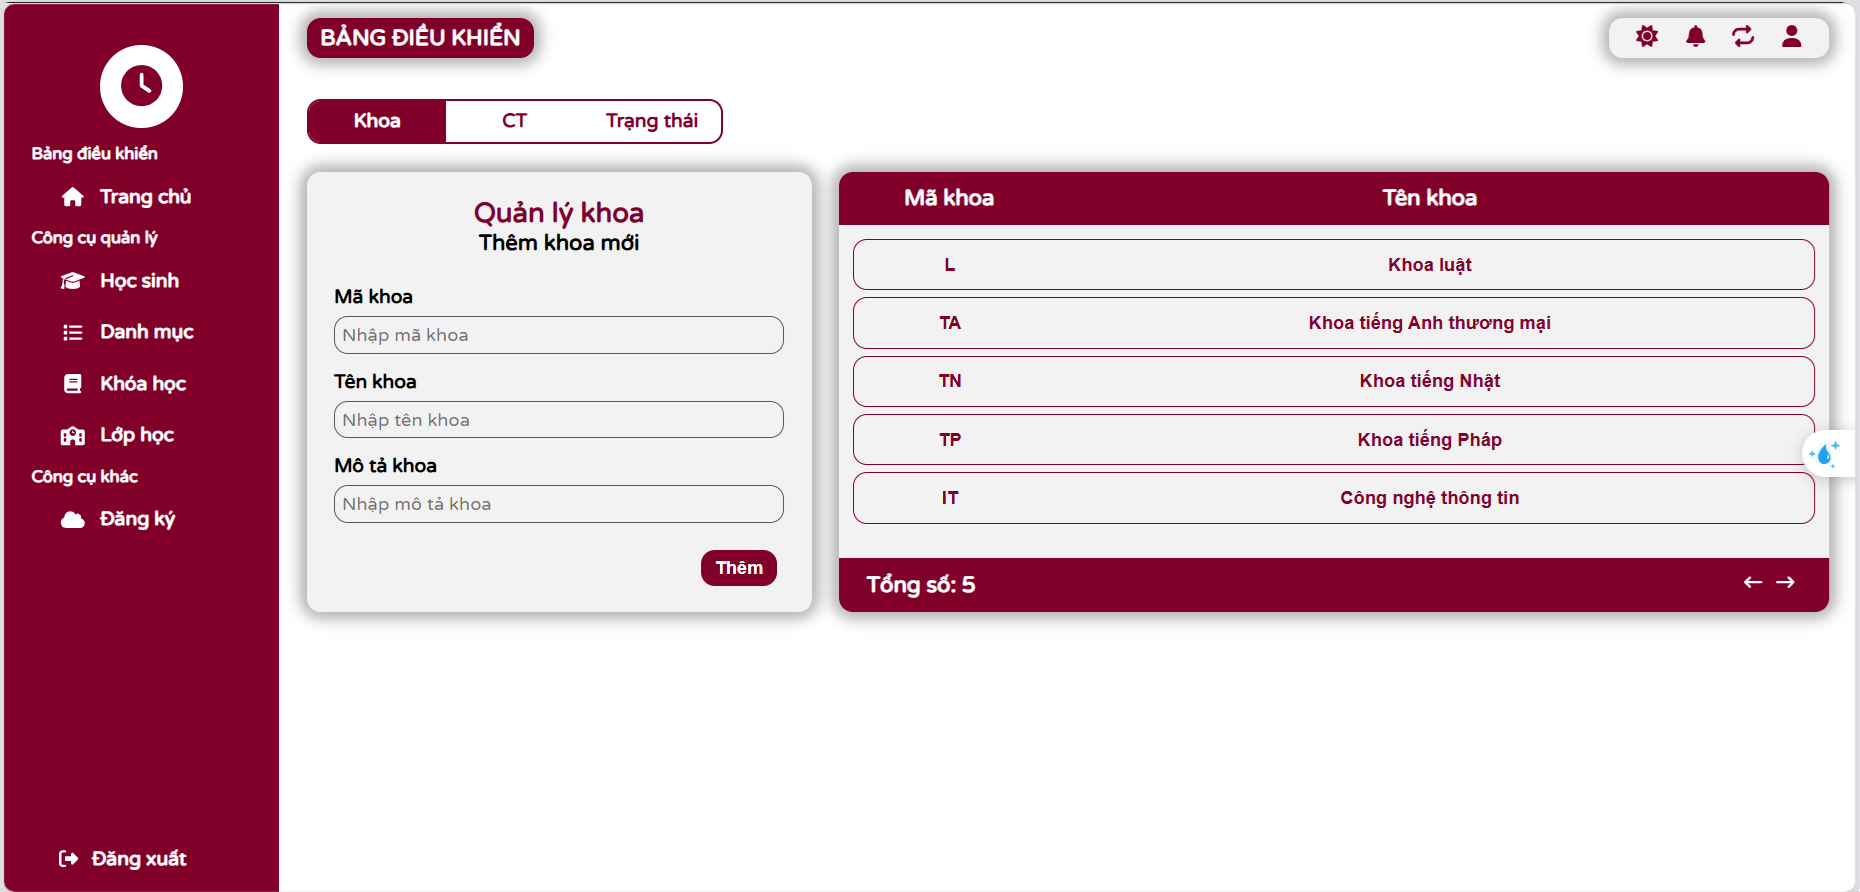 BẢNG ĐIỀU KHIỂN
Bảng điều khiển
Trang chủ
Công cụ quản lý
Học sinh
Danh mục
Khóa học
Lớp học
Công cụ khác
Đăng ký
Đăng xuất
Khoa CT Trạng thái
Quản lý khoa
Thêm khoa mới
Mã khoa
Nhập mã khoa
Tên khoa
Nhập tên khoa
Mô tả khoa
Nhập mô tả khoa
Thêm
Mã khoa Tên khoa
L Khoa luật
TA Khoa tiếng Anh thương mại
TN Khoa tiếng Nhật
TP Khoa tiếng Pháp
IT Công nghệ thông tin
Tổng số: 5